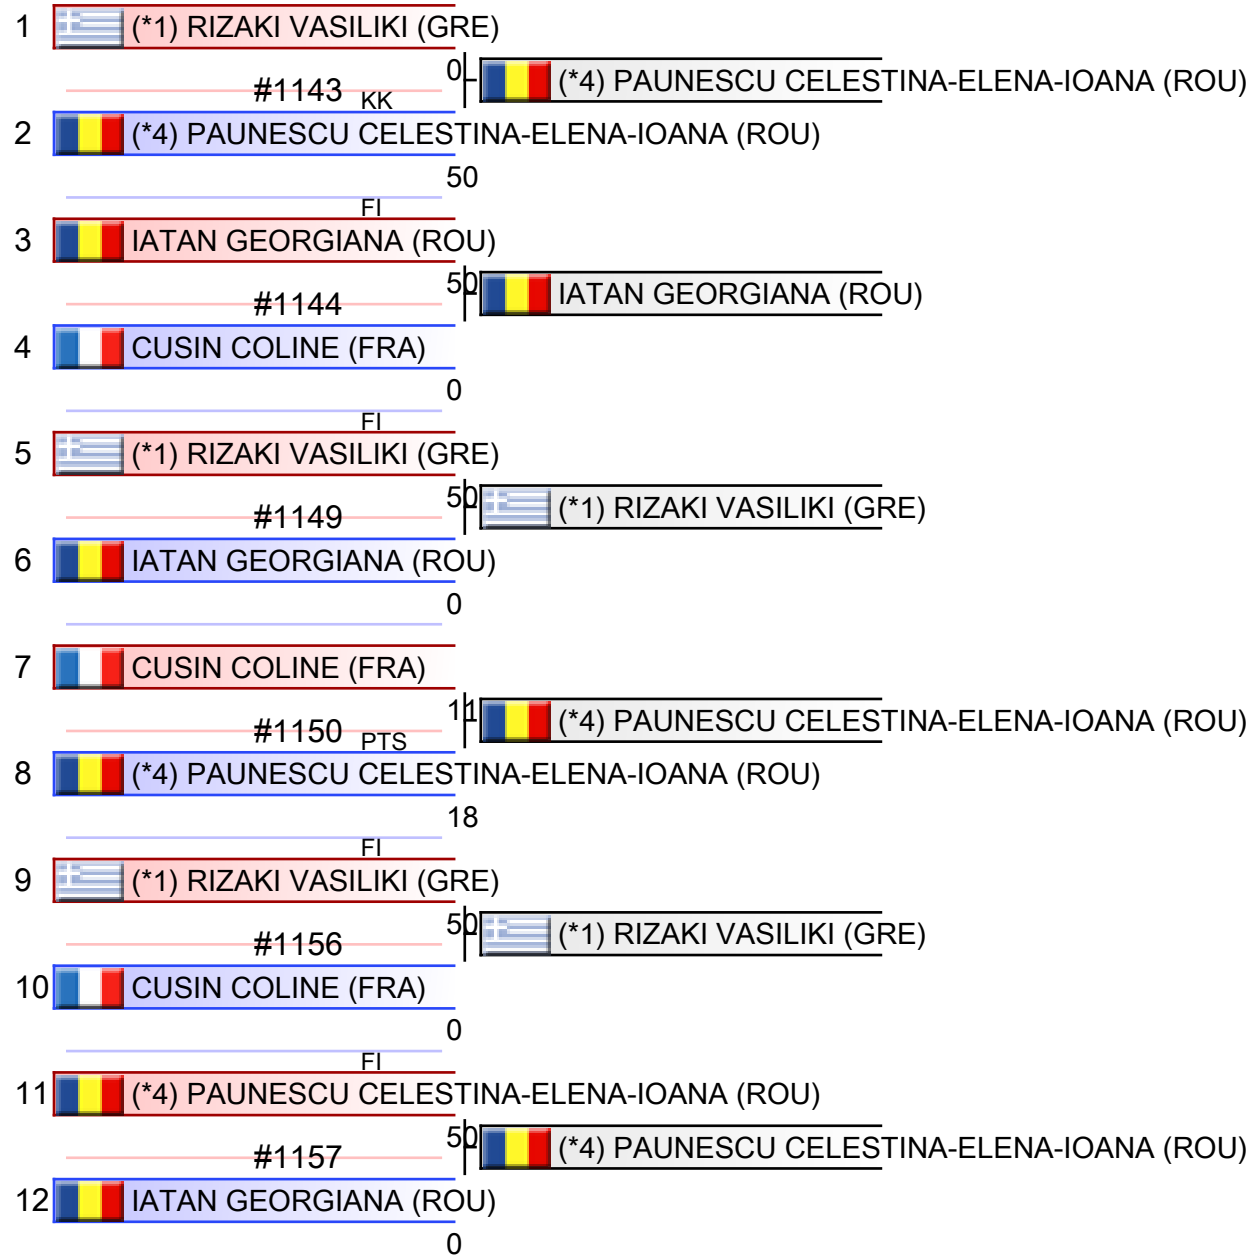 1 (*1) RIZAKI VASILIKI (GRE)
0 (*4) PAUNESCU CELESTINA-ELENA-IOANA (ROU)
#1143 KK
2 (*4) PAUNESCU CELESTINA-ELENA-IOANA (ROU)
50
FI
3 IATAN GEORGIANA (ROU)
50 IATAN GEORGIANA (ROU)
#1144
4 CUSIN COLINE (FRA)
0
FI
5 (*1) RIZAKI VASILIKI (GRE)
50 (*1) RIZAKI VASILIKI (GRE)
#1149
6 IATAN GEORGIANA (ROU)
0
7 CUSIN COLINE (FRA)
11 (*4) PAUNESCU CELESTINA-ELENA-IOANA (ROU)
#1150 PTS
8 (*4) PAUNESCU CELESTINA-ELENA-IOANA (ROU)
18
FI
9 (*1) RIZAKI VASILIKI (GRE)
50 (*1) RIZAKI VASILIKI (GRE)
#1156
10 CUSIN COLINE (FRA)
0
FI
11 (*4) PAUNESCU CELESTINA-ELENA-IOANA (ROU)
50 (*4) PAUNESCU CELESTINA-ELENA-IOANA (ROU)
#1157
12 IATAN GEORGIANA (ROU)
0